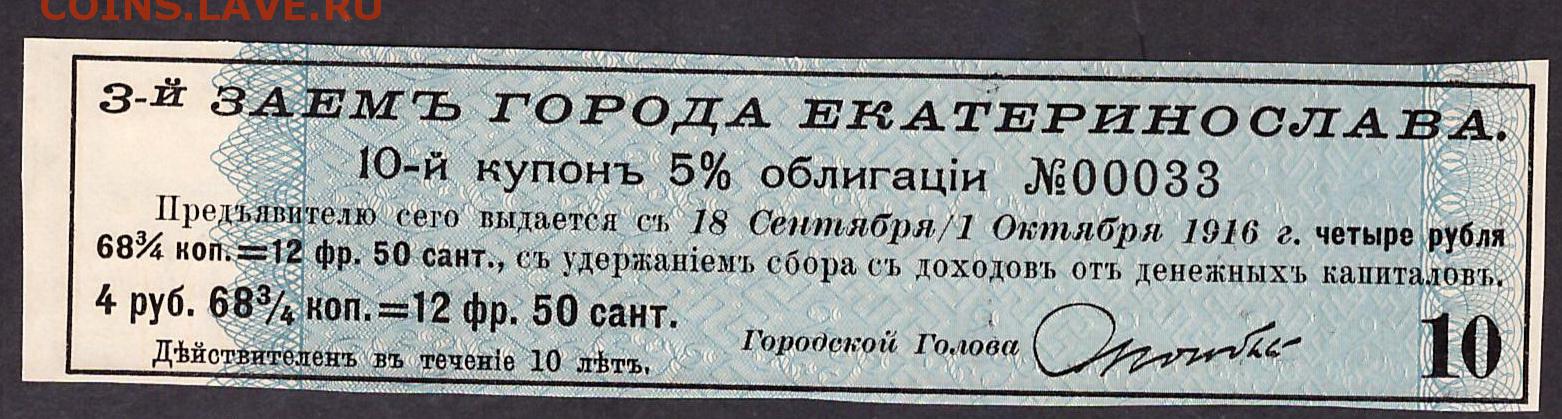 COINS.LAVE.RU
3-й ЗАЕМЪ ГОРОДА ЕКАТЕРИНОСЛАВА.
10-й купонъ 5% облигаціи №00033
Предъявителю сего выдается съ 18 Сентября/1 Октября 1916 г. четыре рубля
68¾ коп.=12 фр. 50 сант., съ удержаніемъ сбора съ доходовъ отъ денежныхъ капиталовъ.
4 руб. 68¾ коп.=12 фр. 50 сант.
Городской Голова
10
Дѣйствителенъ въ теченіе 10 лѣтъ.